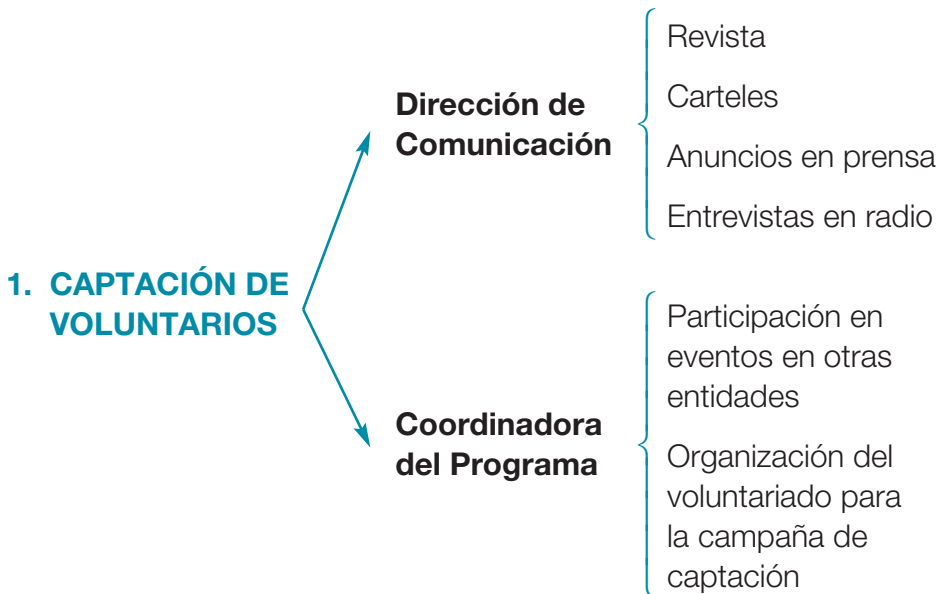 1. CAPTACIÓN DE
VOLUNTARIOS
Dirección de
Comunicación
Revista
Carteles
Anuncios en prensa
Entrevistas en radio
Coordinadora
del Programa
Participación en
eventos en otras
entidades
Organización del
voluntariado para
la campaña de
captación